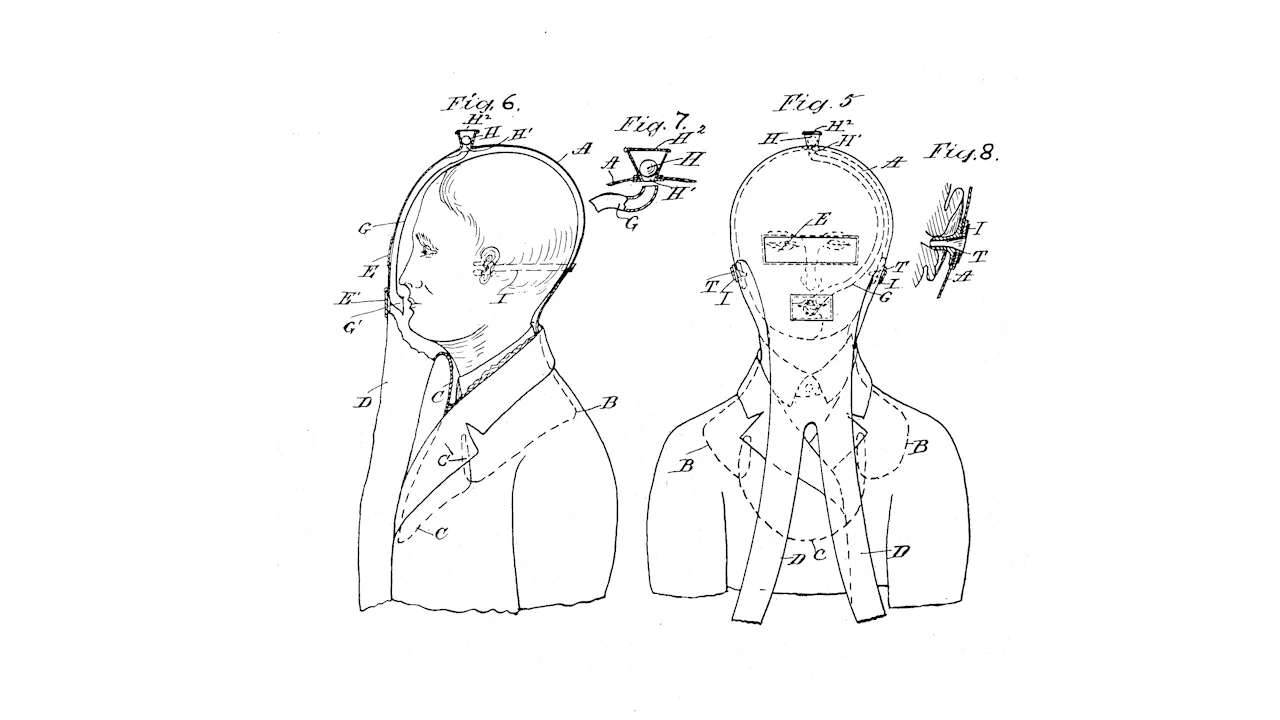 Fig. 6.
H²
H
H'
A
G
E
E'
G'
I
D
C
B
C
C
Fig. 7.
H²
A
H
H'
G
Fig. 5
H²
H
H'
A
E
T
I
T
I
G
B
B
D
C
D
Fig. 8.
I
T
A